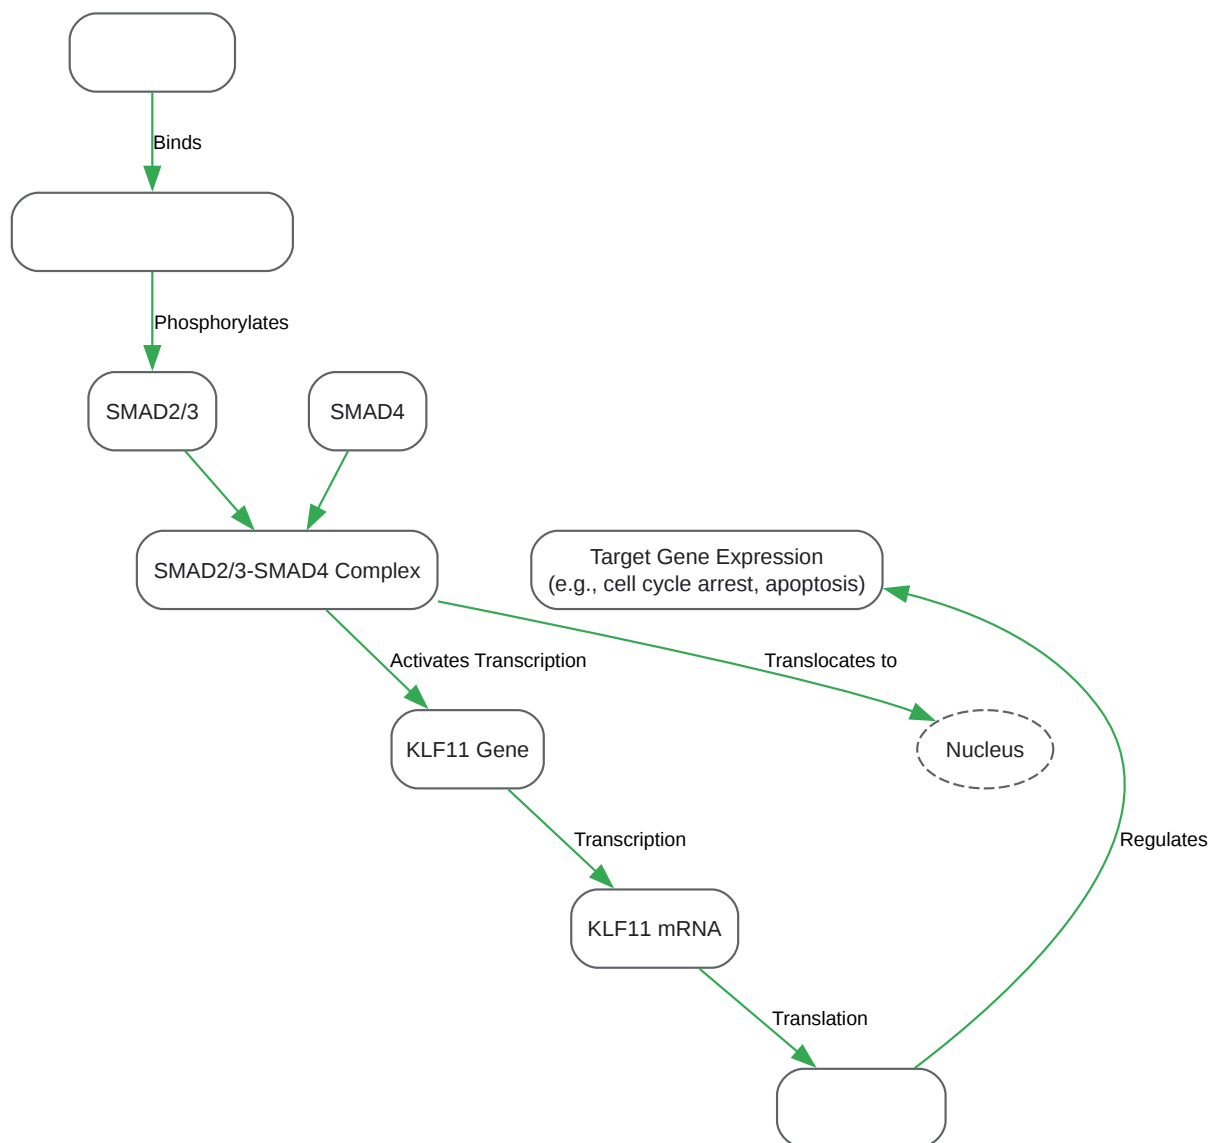 Binds
Phosphorylates
SMAD2/3
SMAD4
SMAD2/3-SMAD4 Complex
Target Gene Expression
(e.g., cell cycle arrest, apoptosis)
Activates Transcription
Translocates to
KLF11 Gene
Nucleus
Transcription
Regulates
KLF11 mRNA
Translation